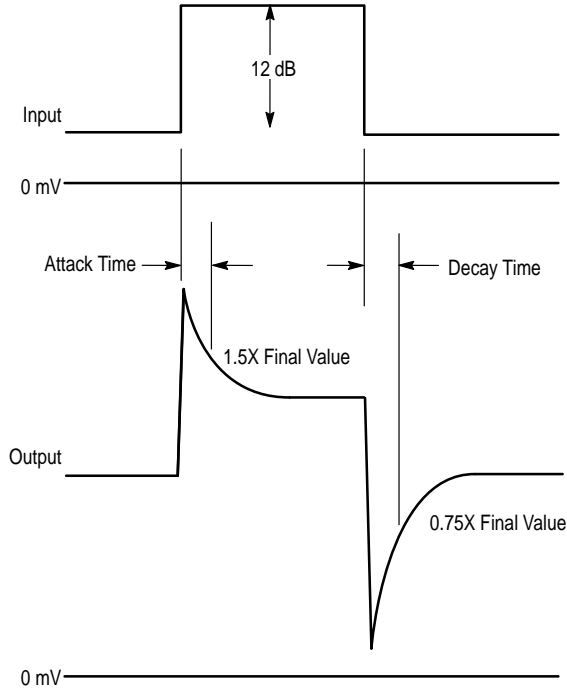 12 dB
Input
0 mV
Attack Time
Decay Time
1.5X Final Value
Output
0.75X Final Value
0 mV